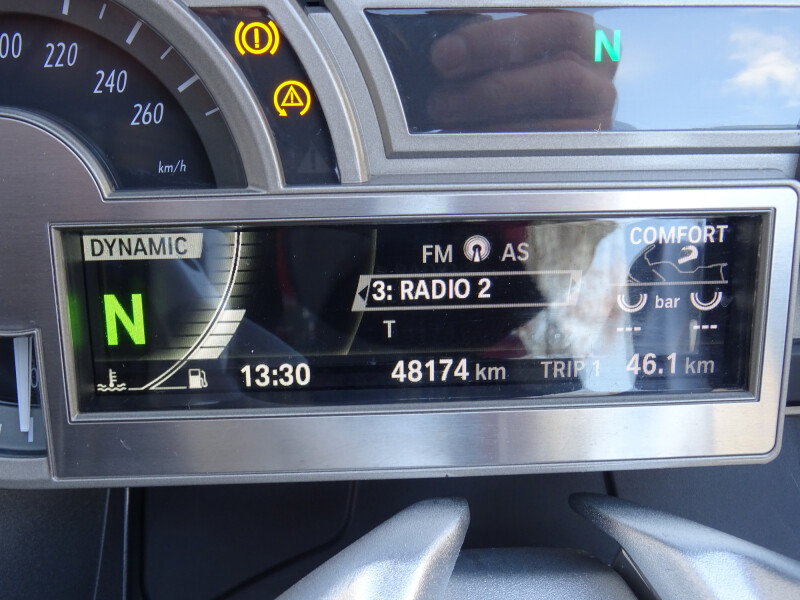 220
240
260
km/h
N
DYNAMIC
COMFORT
FM AS
3: RADIO 2
N
bar
T
--- ---
13:30 48174 km TRIP 1 46.1 km